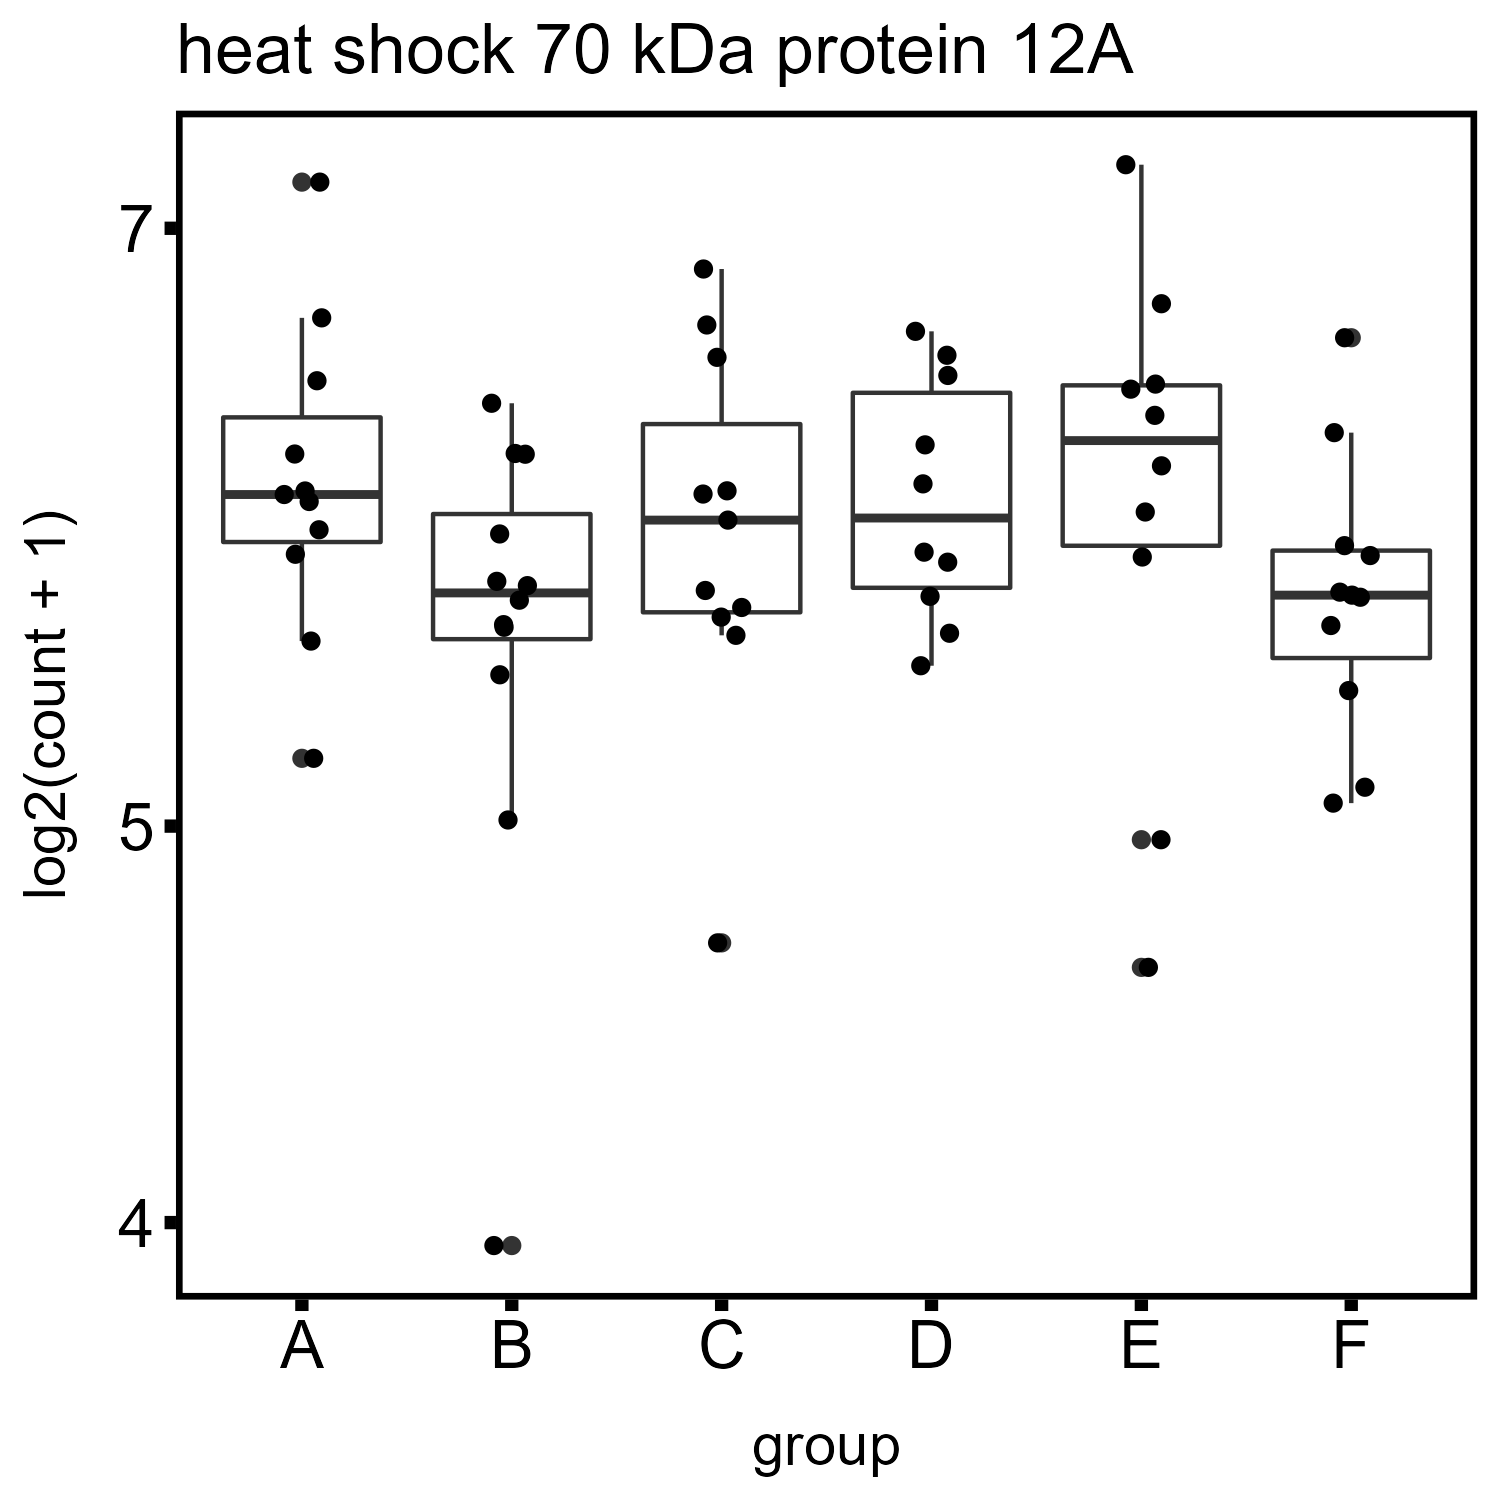 heat shock 70 kDa protein 12A
7
5
4
log2(count + 1)
A B C D E F
group